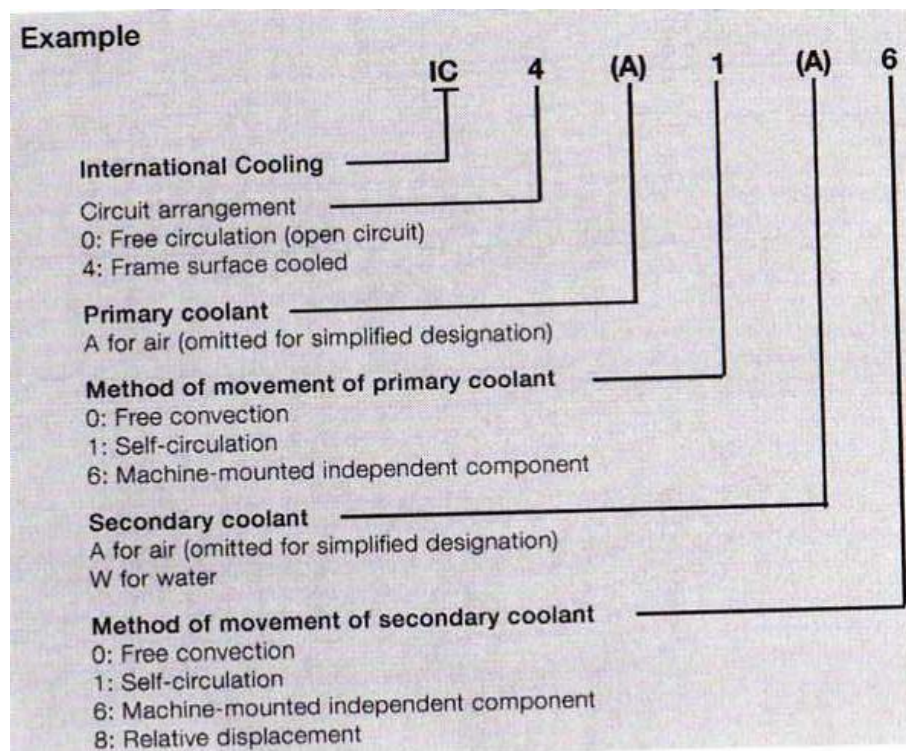 Example
IC 4 (A) 1 (A) 6
International Cooling
Circuit arrangement
0: Free circulation (open circuit)
4: Frame surface cooled
Primary coolant
A for air (omitted for simplified designation)
Method of movement of primary coolant
0: Free convection
1: Self-circulation
6: Machine-mounted independent component
Secondary coolant
A for air (omitted for simplified designation)
W for water
Method of movement of secondary coolant
0: Free convection
1: Self-circulation
6: Machine-mounted independent component
8: Relative displacement